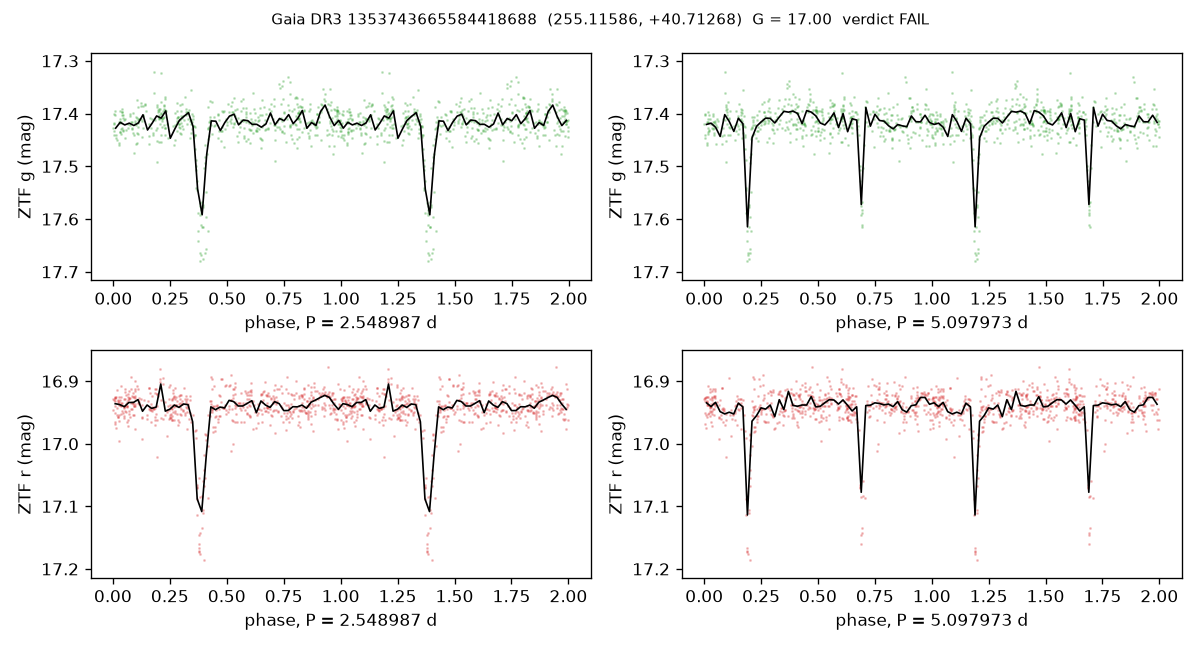 Gaia DR3 1353743665584418688  (255.11586, +40.71268)  G = 17.00  verdict FAIL
ZTF g (mag)
17.3
17.4
17.5
17.6
17.7
0.00 0.25 0.50 0.75 1.00 1.25 1.50 1.75 2.00
phase, P = 2.548987 d
ZTF g (mag)
17.3
17.4
17.5
17.6
17.7
0.00 0.25 0.50 0.75 1.00 1.25 1.50 1.75 2.00
phase, P = 5.097973 d
ZTF r (mag)
16.9
17.0
17.1
17.2
0.00 0.25 0.50 0.75 1.00 1.25 1.50 1.75 2.00
phase, P = 2.548987 d
ZTF r (mag)
16.9
17.0
17.1
17.2
0.00 0.25 0.50 0.75 1.00 1.25 1.50 1.75 2.00
phase, P = 5.097973 d